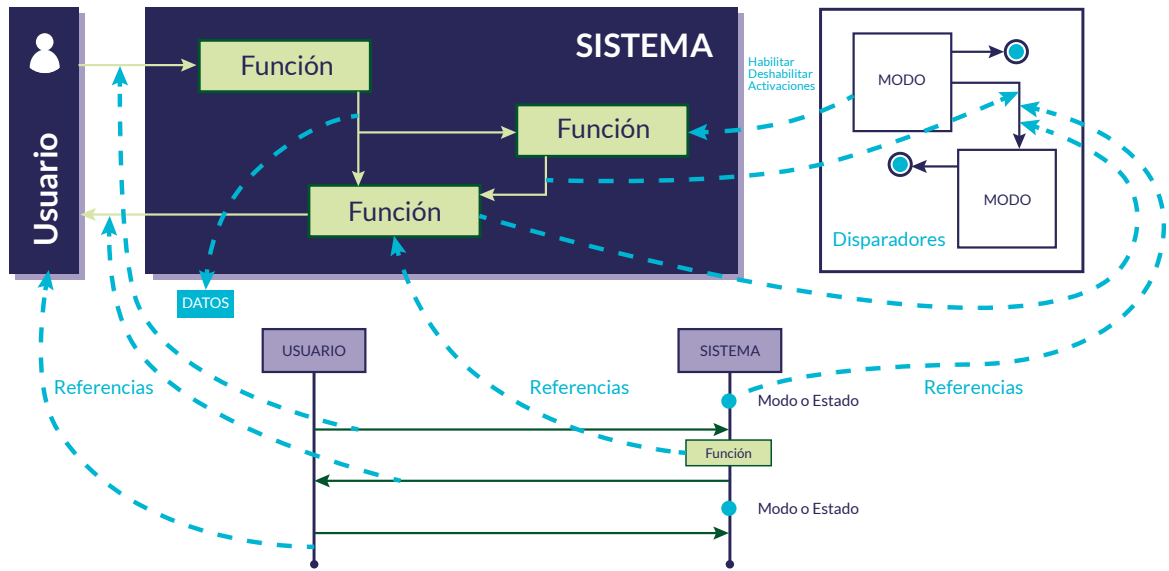 Usuario
SISTEMA
Función
Función
Función
DATOS
Habilitar
Deshabilitar
Activaciones
MODO
MODO
Disparadores
USUARIO
SISTEMA
Referencias
Referencias
Referencias
Modo o Estado
Función
Modo o Estado